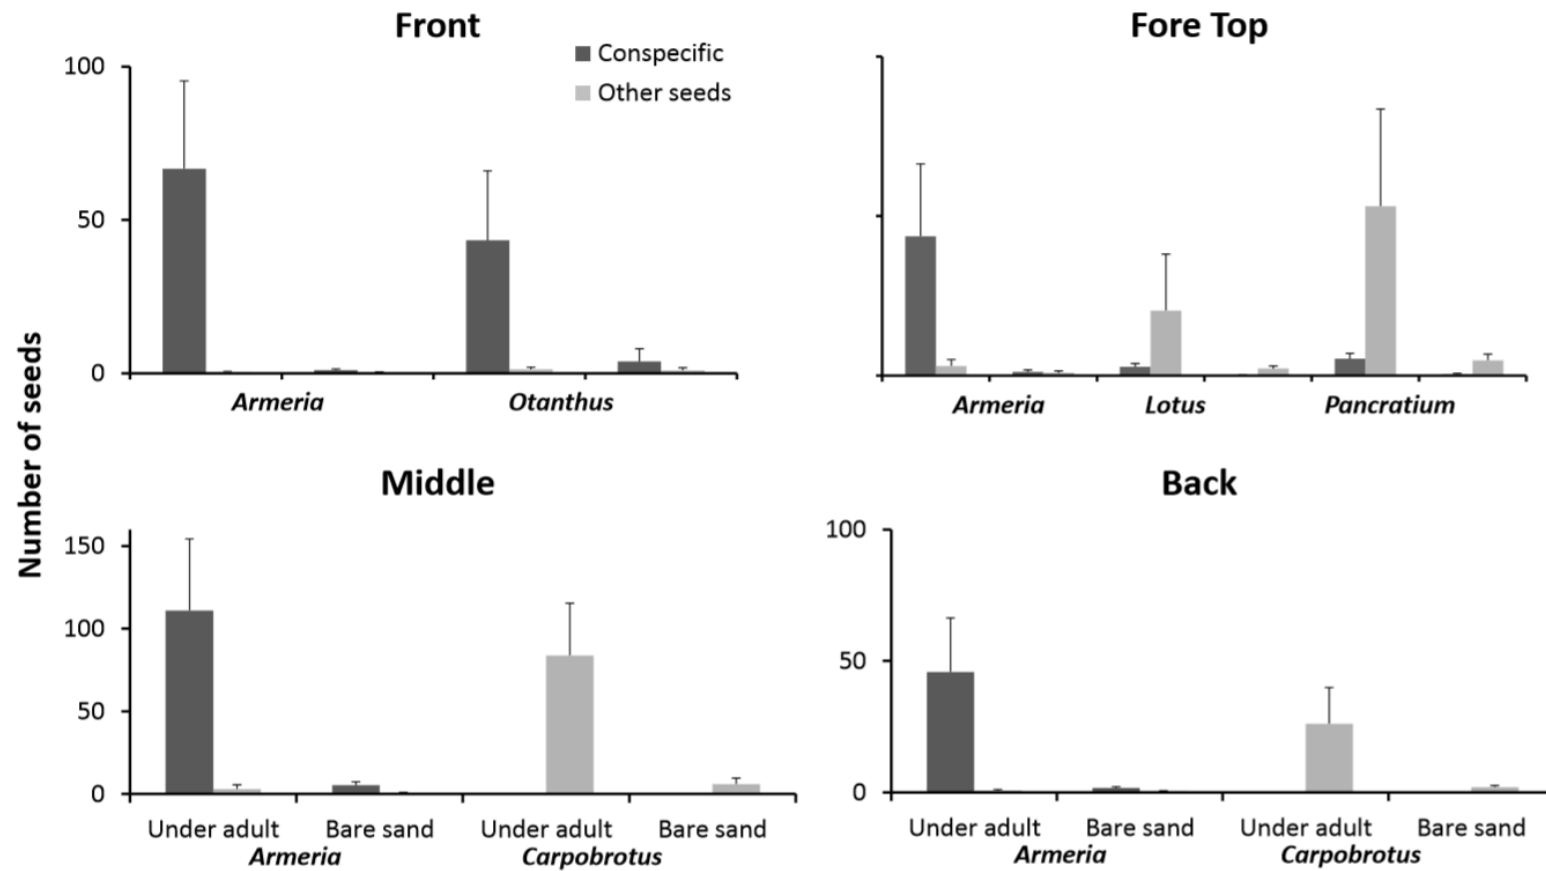 Front
Fore Top
Conspecific
Other seeds
100
50
0
Armeria
Otanthus
Armeria
Lotus
Pancratium
Number of seeds
Middle
Back
150
100
50
0
100
50
0
Under adult
Bare sand
Under adult
Bare sand
Armeria
Carpobrotus
Under adult
Bare sand
Under adult
Bare sand
Armeria
Carpobrotus